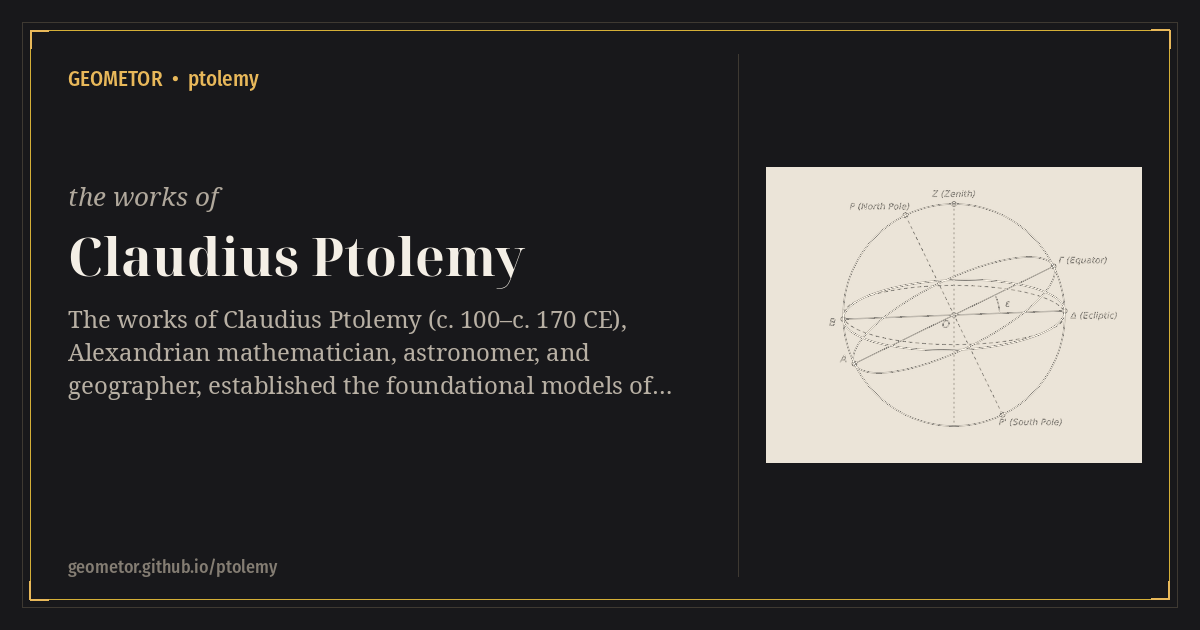 GEOMETOR • ptolemy
the works of
Claudius Ptolemy
The works of Claudius Ptolemy (c. 100–c. 170 CE),
Alexandrian mathematician, astronomer, and
geographer, established the foundational models of...
geometor.github.io/ptolemy
Z (Zenith)
P (North Pole)
Γ (Equator)
ε
Δ (Ecliptic)
B
O
A
P' (South Pole)